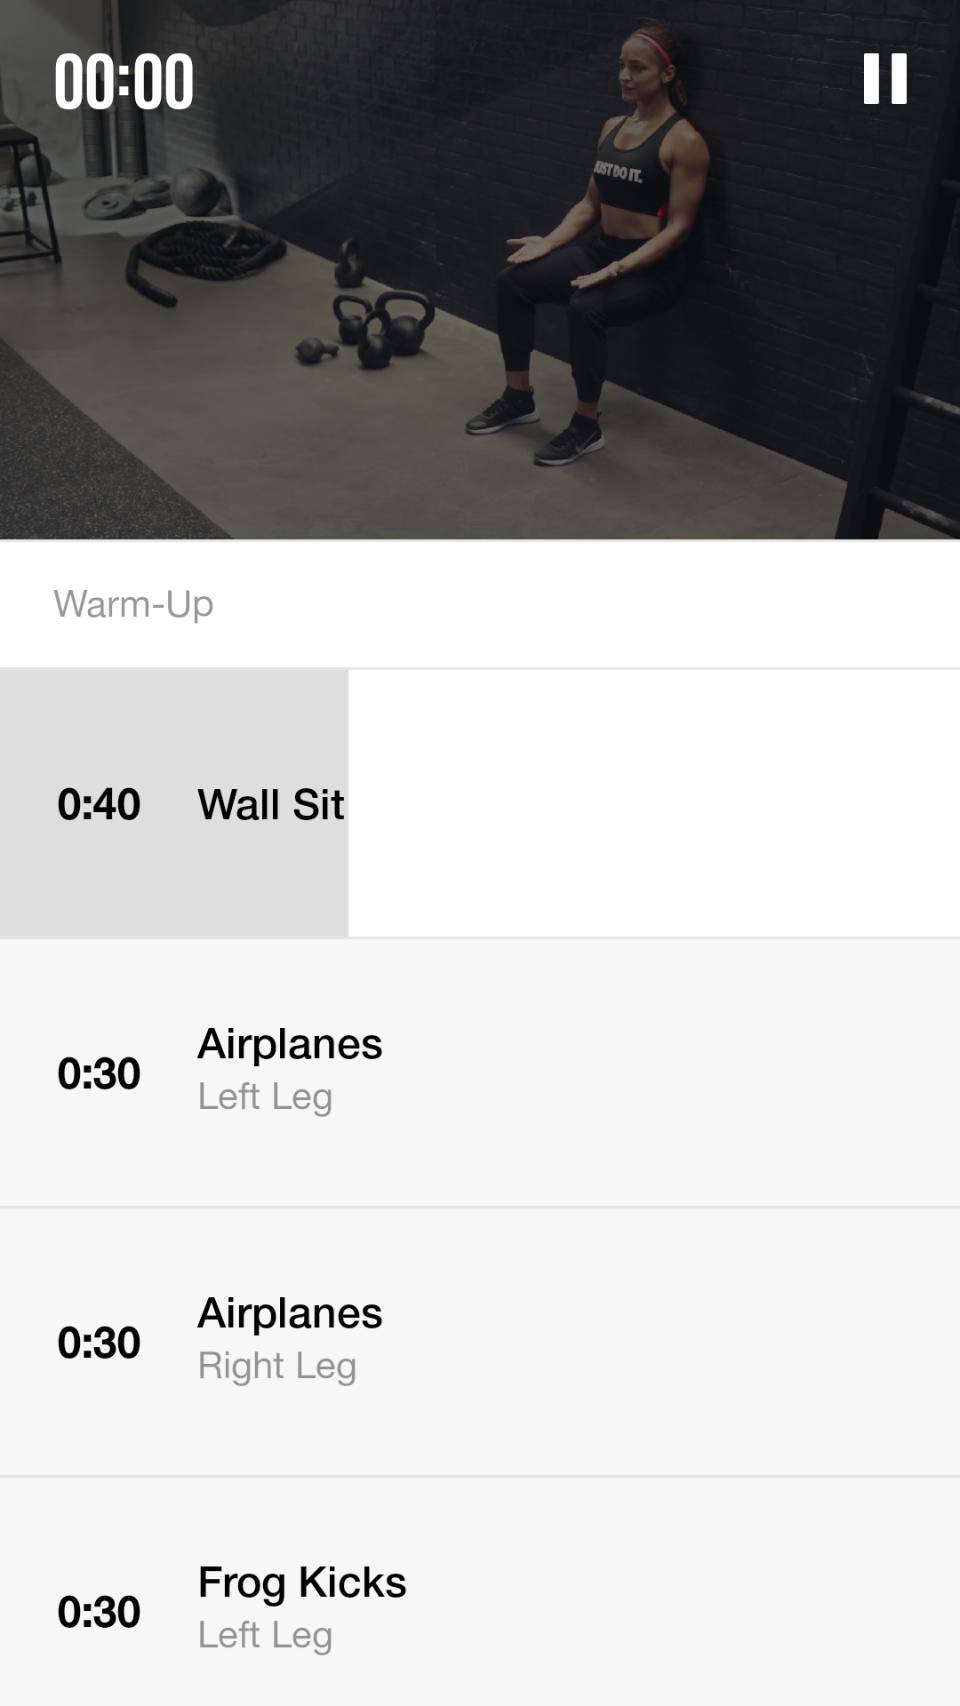 00:00
JUST DO IT.
Warm-Up
0:40 Wall Sit
0:30 Airplanes
Left Leg
0:30 Airplanes
Right Leg
0:30 Frog Kicks
Left Leg